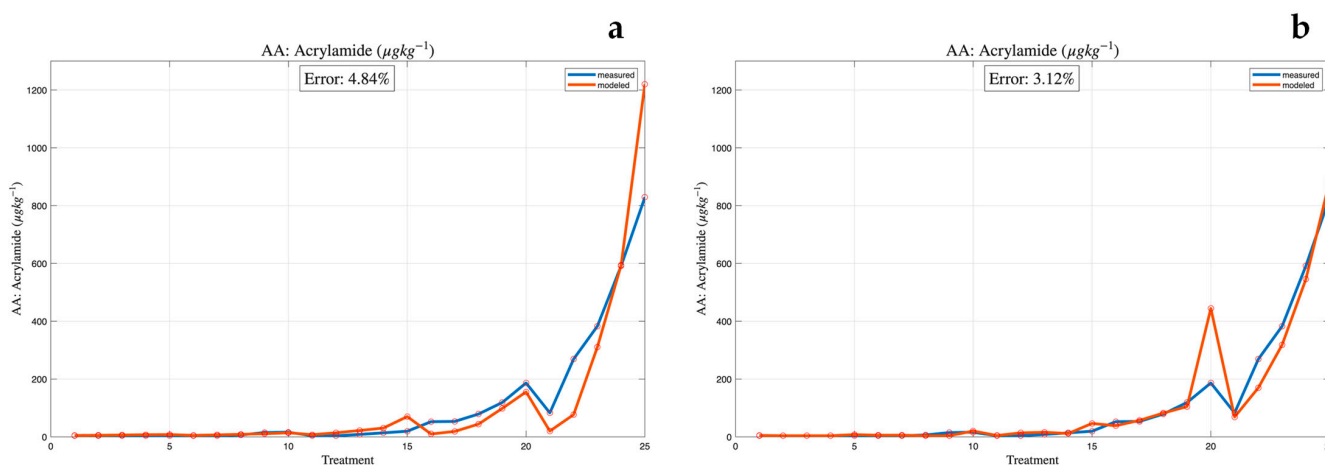 a
AA: Acrylamide (μgkg⁻¹)
Error: 4.84%
measured
modeled
1200
1000
800
600
400
200
0
AA: Acrylamide (μgkg⁻¹)
0 5 10 15 20 25
Treatment
b
AA: Acrylamide (μgkg⁻¹)
Error: 3.12%
measured
modeled
1200
1000
800
600
400
200
0
AA: Acrylamide (μgkg⁻¹)
0 5 10 15 20
Treatment